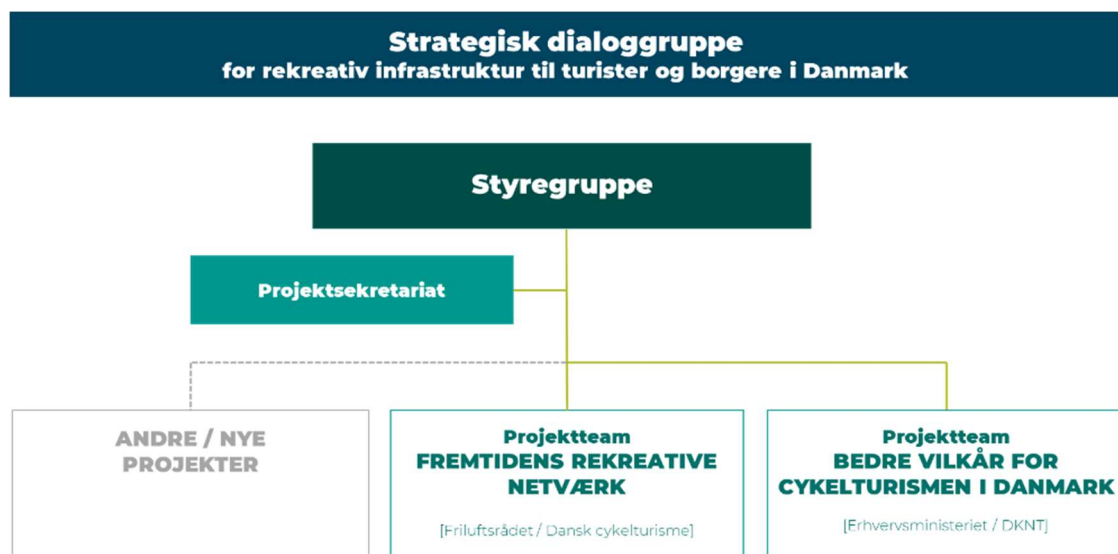 Strategisk dialoggruppe
for rekreativ infrastruktur til turister og borgere i Danmark
Styregruppe
Projektsekretariat
ANDRE / NYE
PROJEKTER
Projektteam
FREMTIDENS REKREATIVE
NETVÆRK
[Friluftsrådet / Dansk cykelturisme]
Projektteam
BEDRE VILKÅR FOR
CYKELTURISMEN I DANMARK
[Erhvervsministeriet / DKNT]